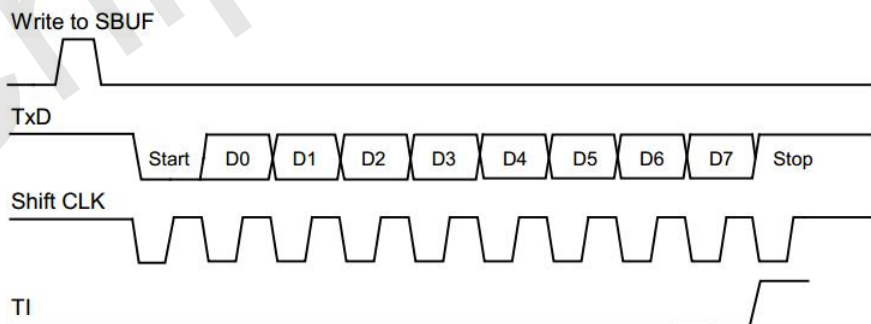 Write to SBUF
TxD
Start D0 D1 D2 D3 D4 D5 D6 D7 Stop
Shift CLK
TI